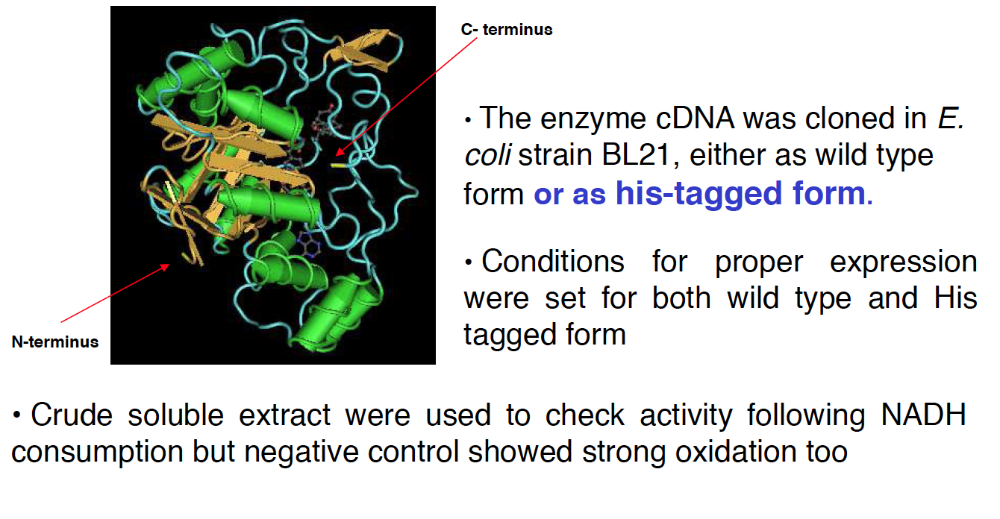 C- terminus
• The enzyme cDNA was cloned in E.
coli strain BL21, either as wild type
form or as his-tagged form.
• Conditions for proper expression
were set for both wild type and His
tagged form
N-terminus
• Crude soluble extract were used to check activity following NADH
consumption but negative control showed strong oxidation too